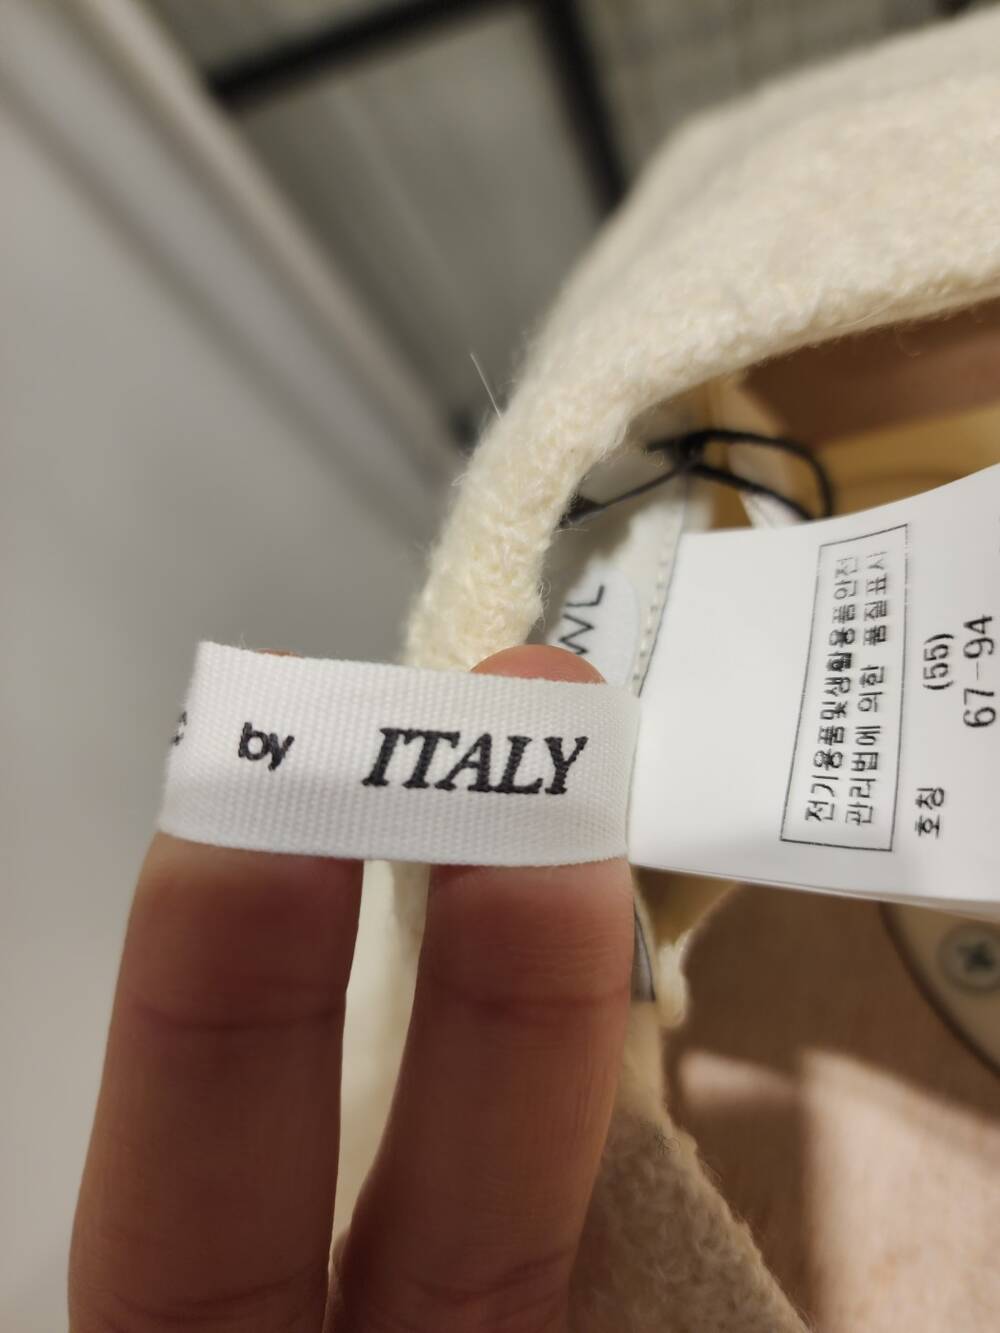 by ITALY
WL
전기용품및생활용품안전
관리법에 의한 품질표시
호칭
(55)
67-94